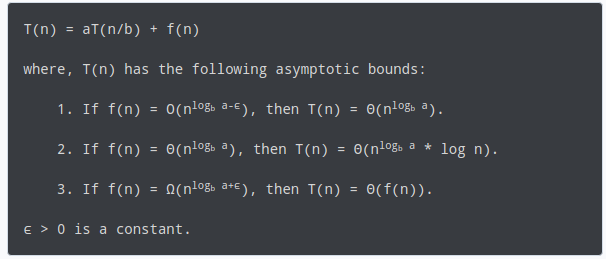 T(n) = aT(n/b) + f(n)
where, T(n) has the following asymptotic bounds:
1. If f(n) = O(n^(log_b a-ϵ)), then T(n) = Θ(n^(log_b a)).
2. If f(n) = Θ(n^(log_b a)), then T(n) = Θ(n^(log_b a) * log n).
3. If f(n) = Ω(n^(log_b a+ϵ)), then T(n) = Θ(f(n)).
ϵ > 0 is a constant.